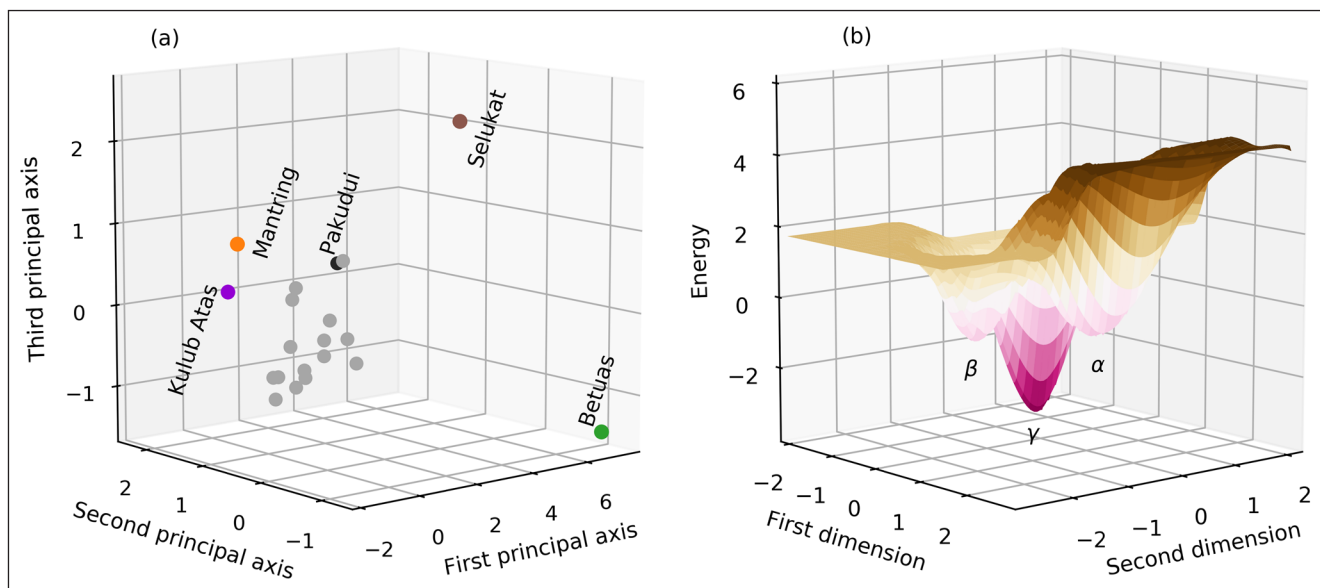 (a)
Selukat
Mantring
Pakudui
Kulub Atas
Betuas
2
1
0
−1
Third principal axis
2
1
0
−1
Second principal axis
−2
0
2
4
6
First principal axis
(b)
6
4
2
0
−2
Energy
β
α
γ
−2
−1
0
1
2
First dimension
−2
−1
0
1
2
Second dimension